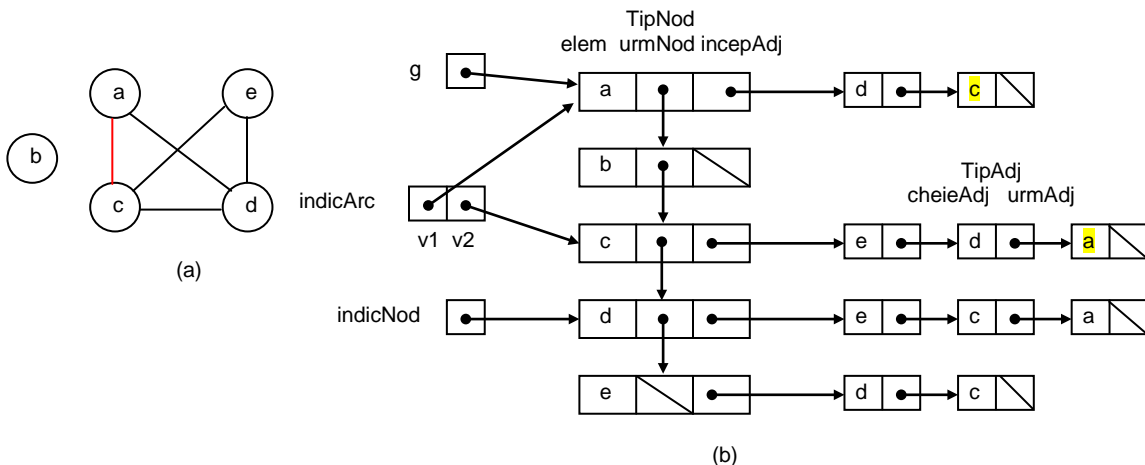 TipNod
elem urmNod incepAdj
g
a e
a d c
b
b
TipAdj
cheieAdj urmAdj
indicArc
c d
v1 v2
c e d a
(a)
indicNod
d e c a
e d c
(b)